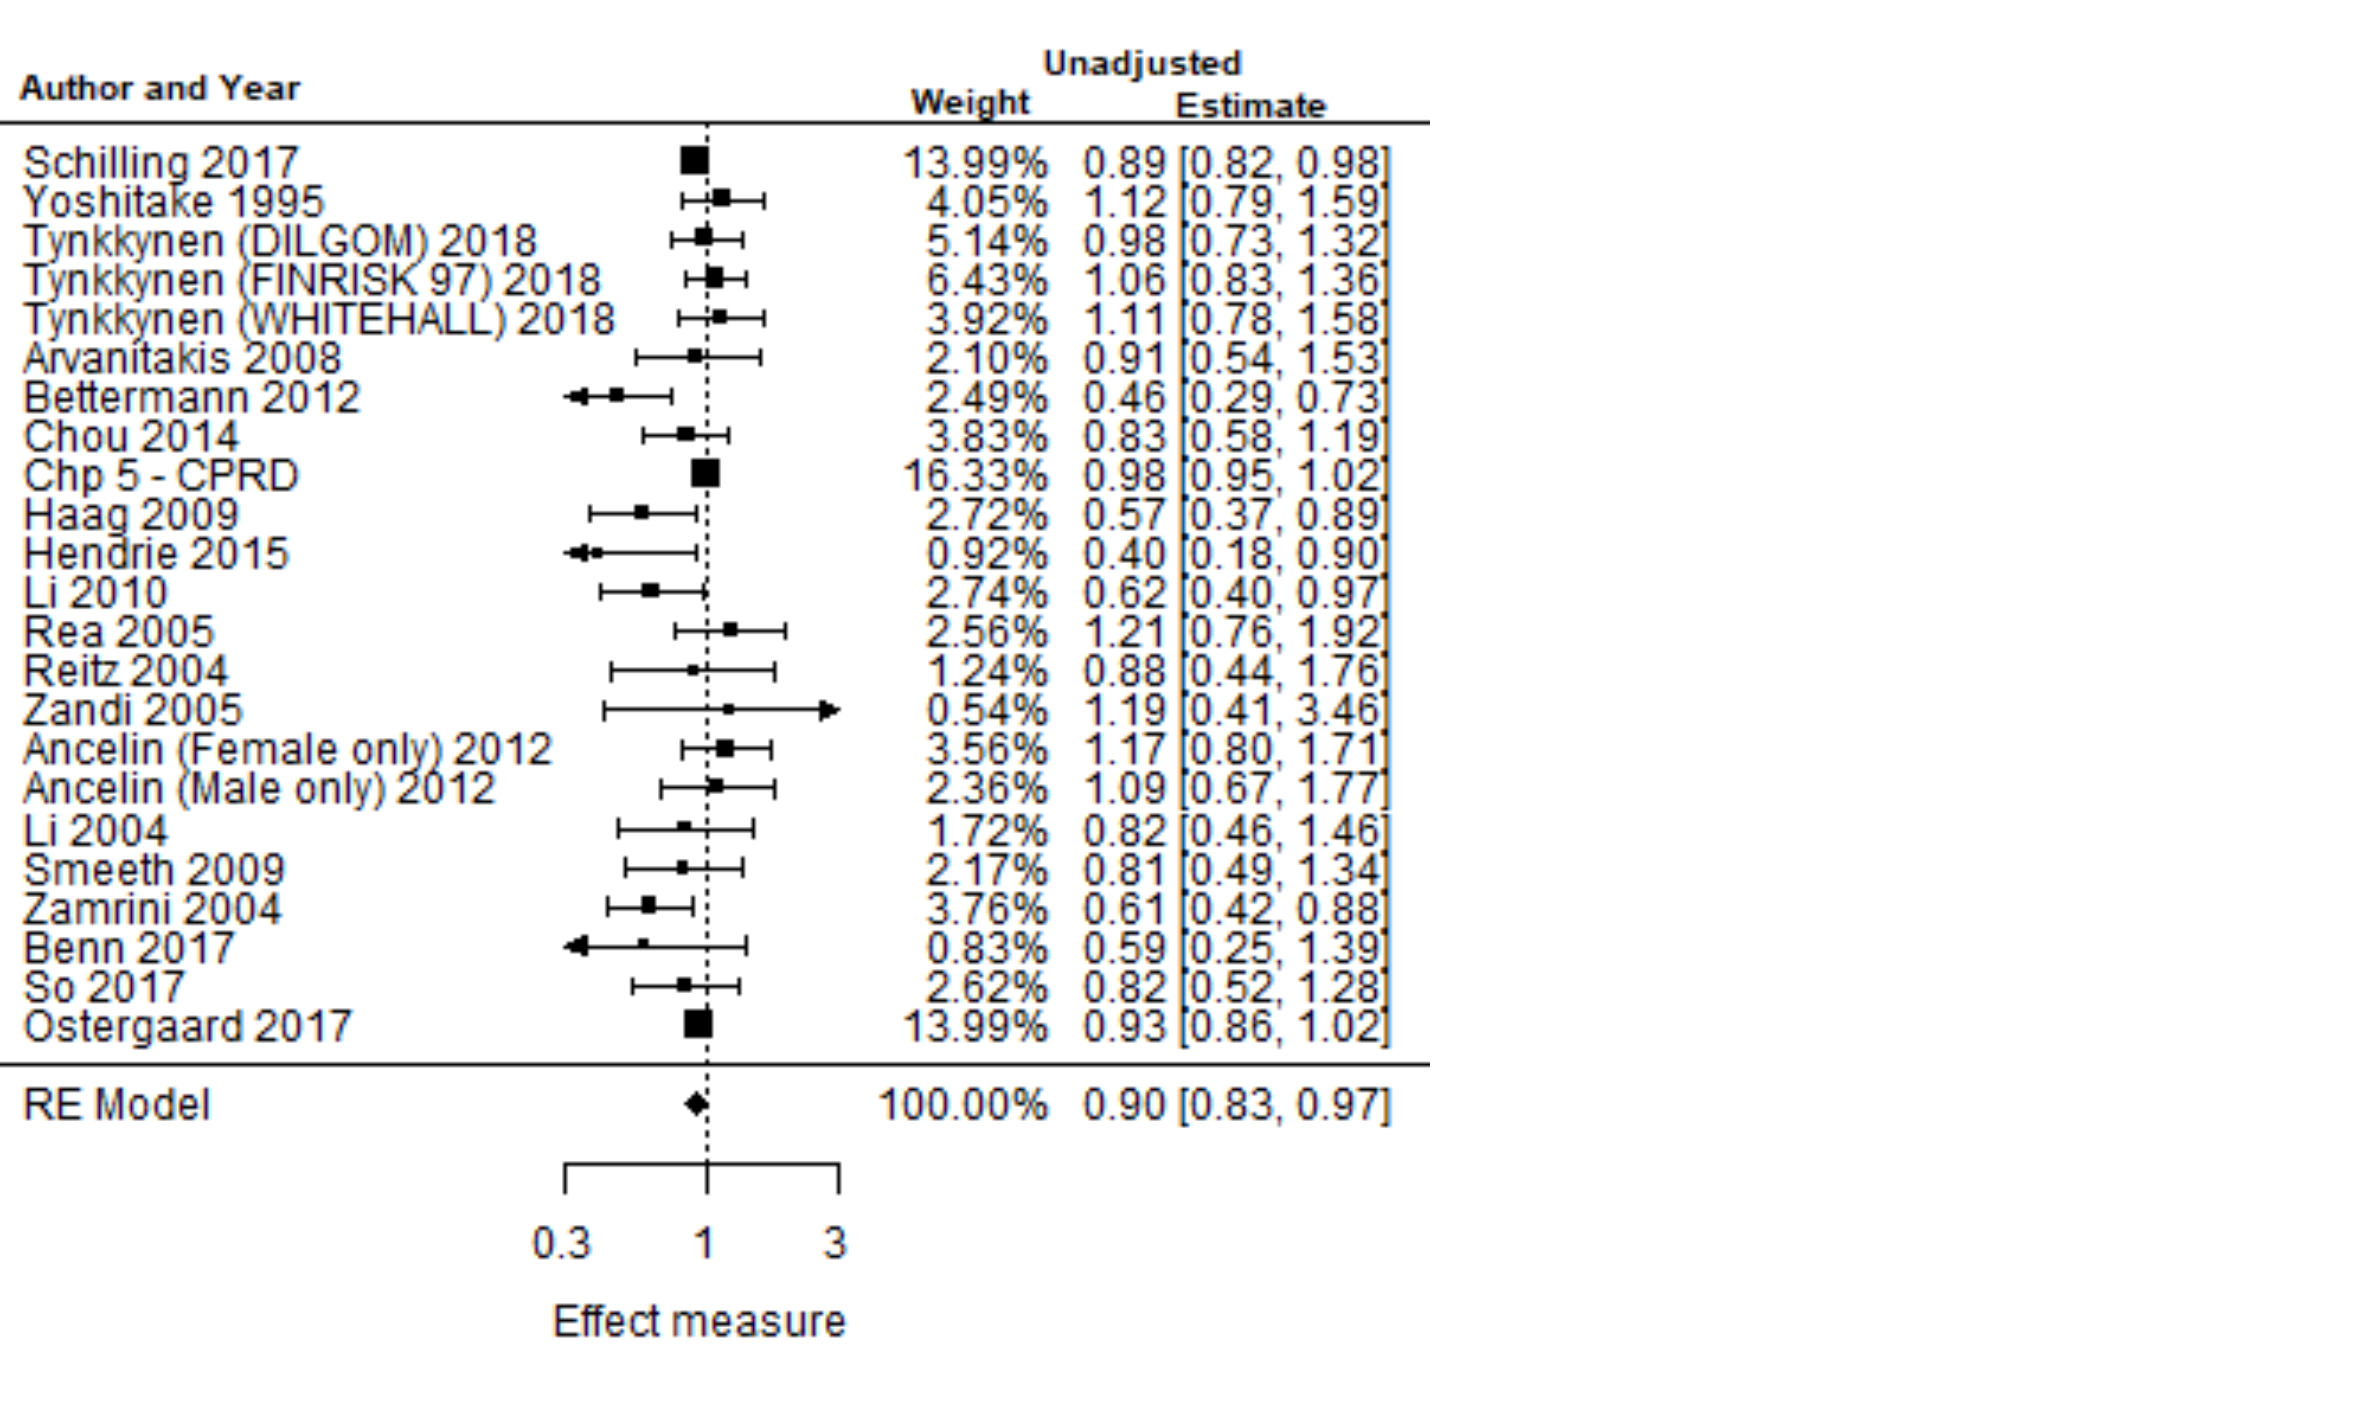 Unadjusted
Author and Year Weight Estimate
Schilling 2017 13.99% 0.89 [0.82, 0.98]
Yoshitake 1995 4.05% 1.12 [0.79, 1.59]
Tynkkynen (DILGOM) 2018 5.14% 0.98 [0.73, 1.32]
Tynkkynen (FINRISK 97) 2018 6.43% 1.06 [0.83, 1.36]
Tynkkynen (WHITEHALL) 2018 3.92% 1.11 [0.78, 1.58]
Arvanitakis 2008 2.10% 0.91 [0.54, 1.53]
Bettermann 2012 2.49% 0.46 [0.29, 0.73]
Chou 2014 3.83% 0.83 [0.58, 1.19]
Chp 5 - CPRD 16.33% 0.98 [0.95, 1.02]
Haag 2009 2.72% 0.57 [0.37, 0.89]
Hendrie 2015 0.92% 0.40 [0.18, 0.90]
Li 2010 2.74% 0.62 [0.40, 0.97]
Rea 2005 2.56% 1.21 [0.76, 1.92]
Reitz 2004 1.24% 0.88 [0.44, 1.76]
Zandi 2005 0.54% 1.19 [0.41, 3.46]
Ancelin (Female only) 2012 3.56% 1.17 [0.80, 1.71]
Ancelin (Male only) 2012 2.36% 1.09 [0.67, 1.77]
Li 2004 1.72% 0.82 [0.46, 1.46]
Smeeth 2009 2.17% 0.81 [0.49, 1.34]
Zamrini 2004 3.76% 0.61 [0.42, 0.88]
Benn 2017 0.83% 0.59 [0.25, 1.39]
So 2017 2.62% 0.82 [0.52, 1.28]
Ostergaard 2017 13.99% 0.93 [0.86, 1.02]
RE Model 100.00% 0.90 [0.83, 0.97]
0.3 1 3
Effect measure